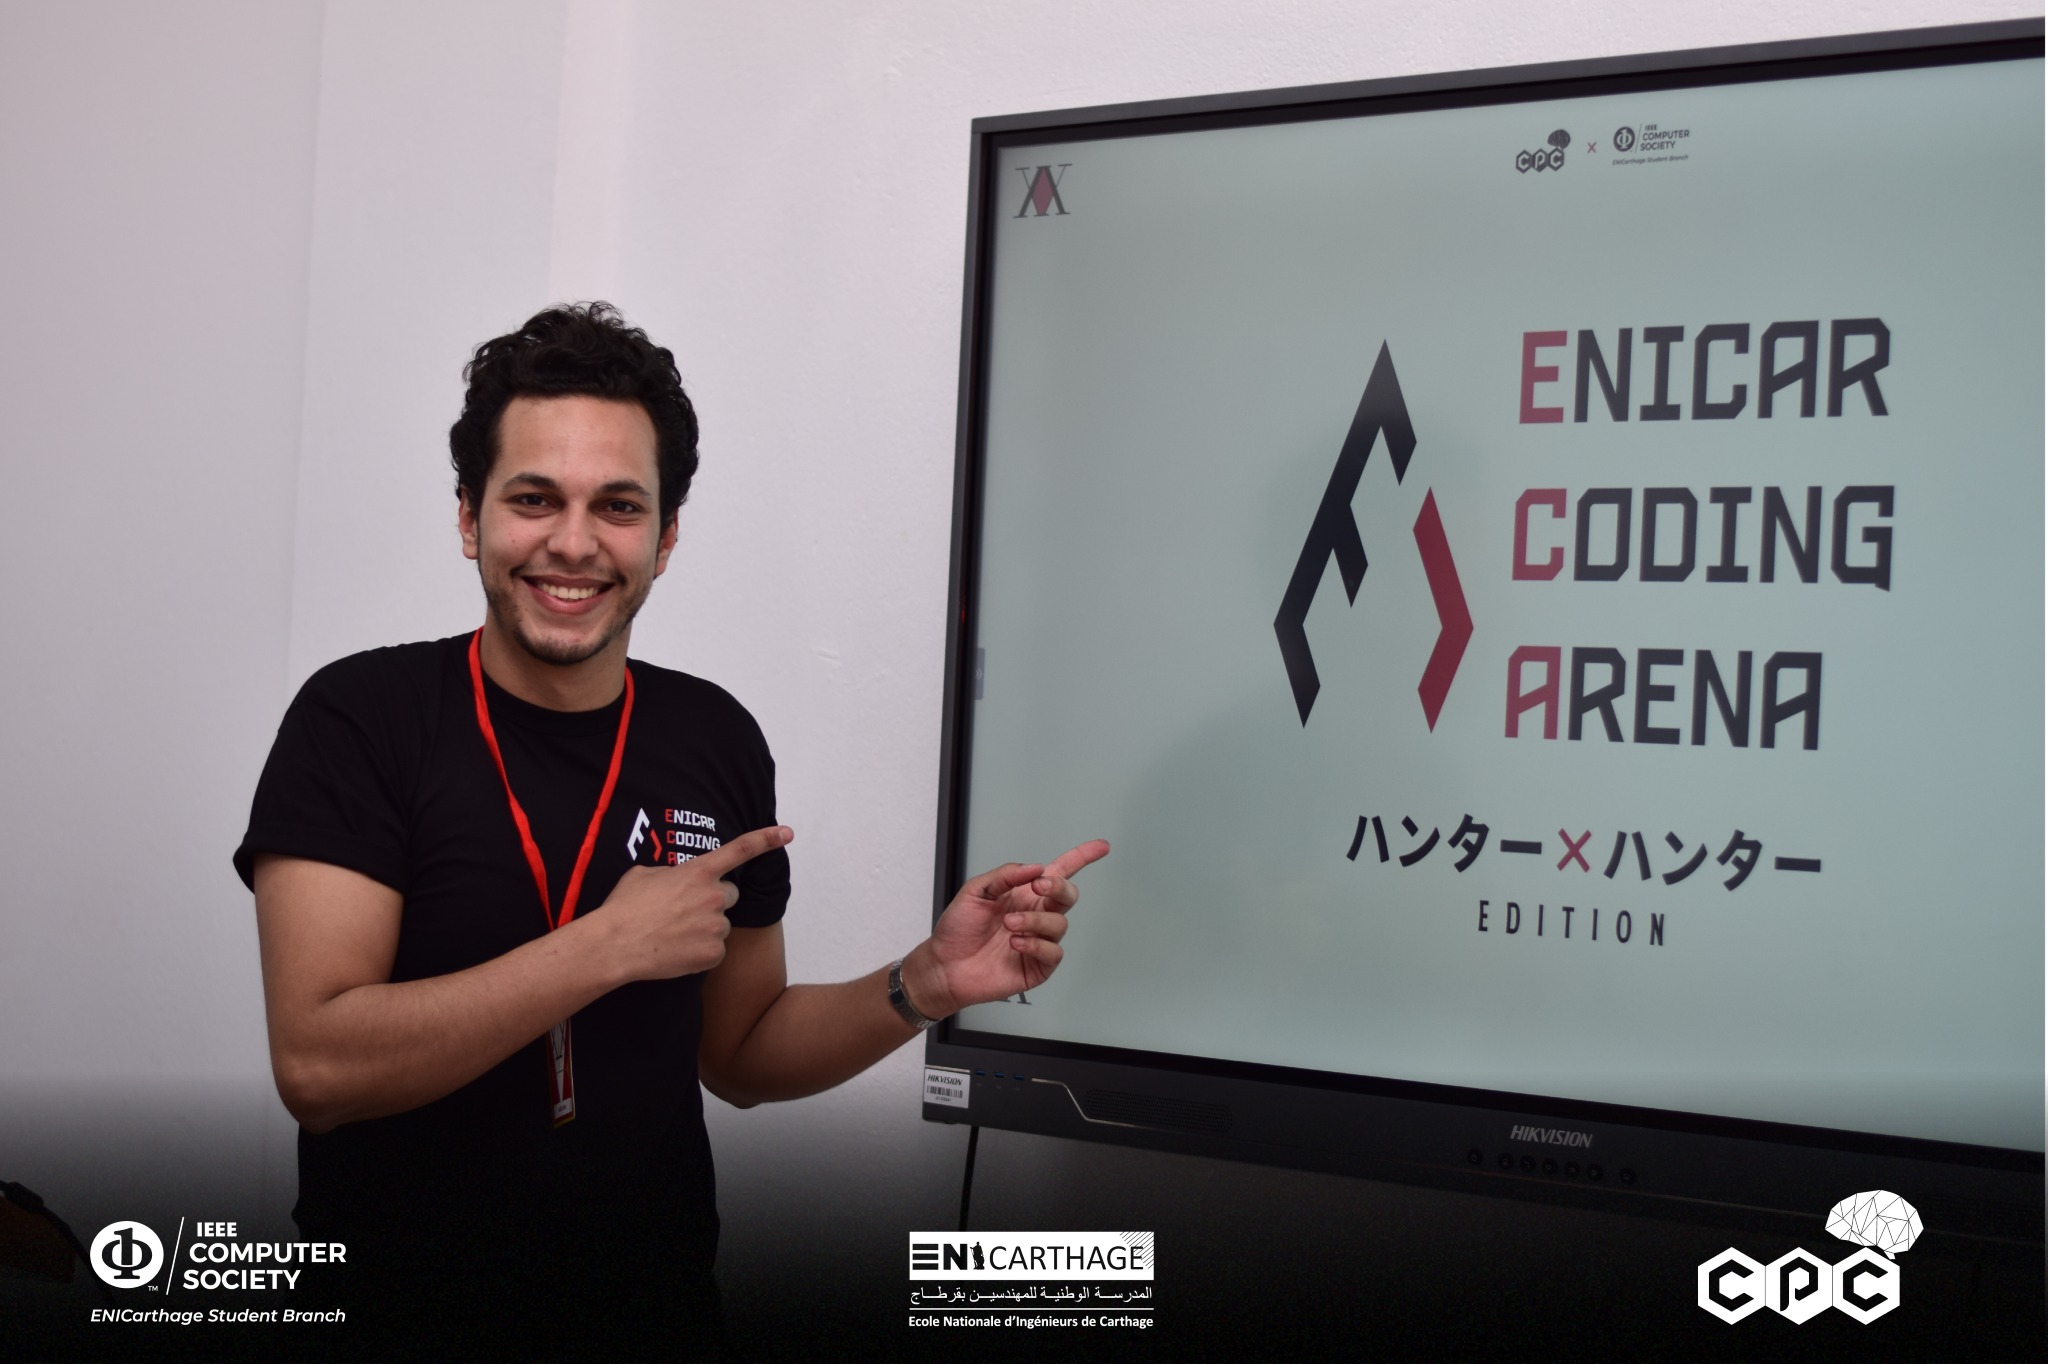 CPC
X
IEEE
COMPUTER
SOCIETY
ENICarthage Student Branch
ENICAR
CODING
ARENA
ハンター×ハンター
EDITION
ENICAR
CODING
HIKVISION
HIKVISION
IEEE
COMPUTER
SOCIETY
TM
ENICarthage Student Branch
ENICARTHAGE
المدرسة الوطنية للمهندسين بقرطاج
Ecole Nationale d'Ingénieurs de Carthage
CPC